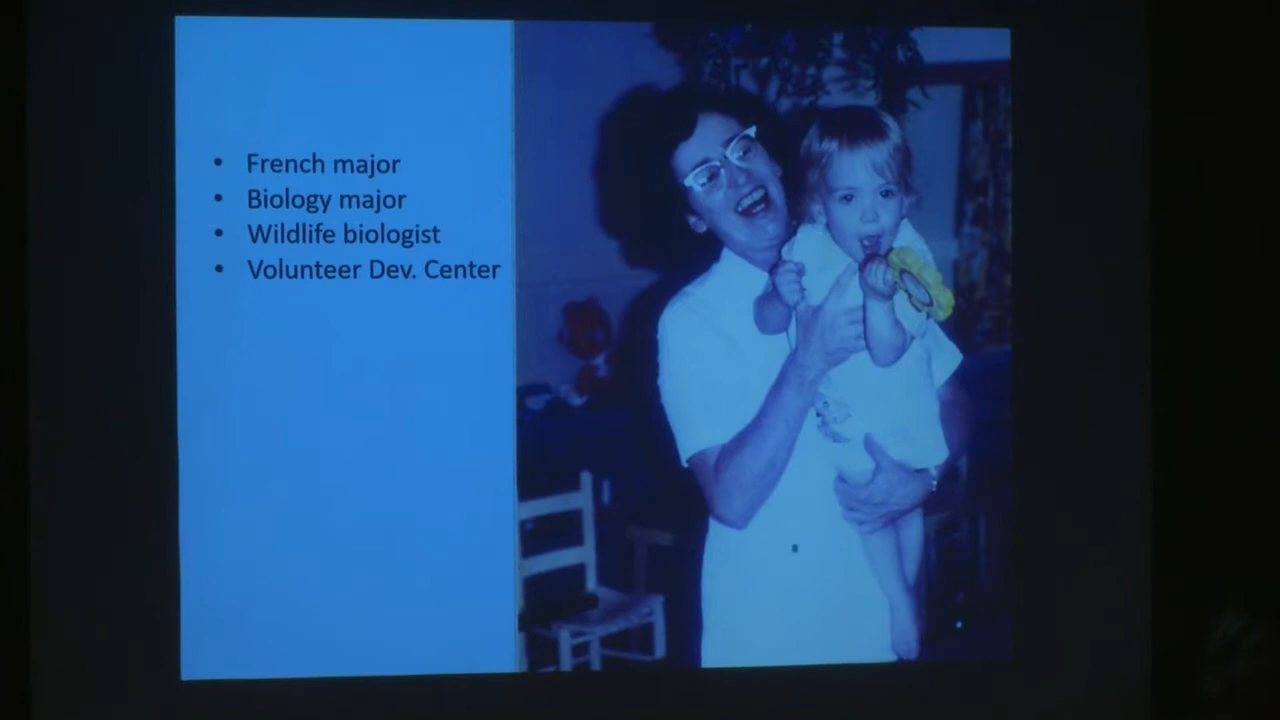 • French major
• Biology major
• Wildlife biologist
• Volunteer Dev. Center